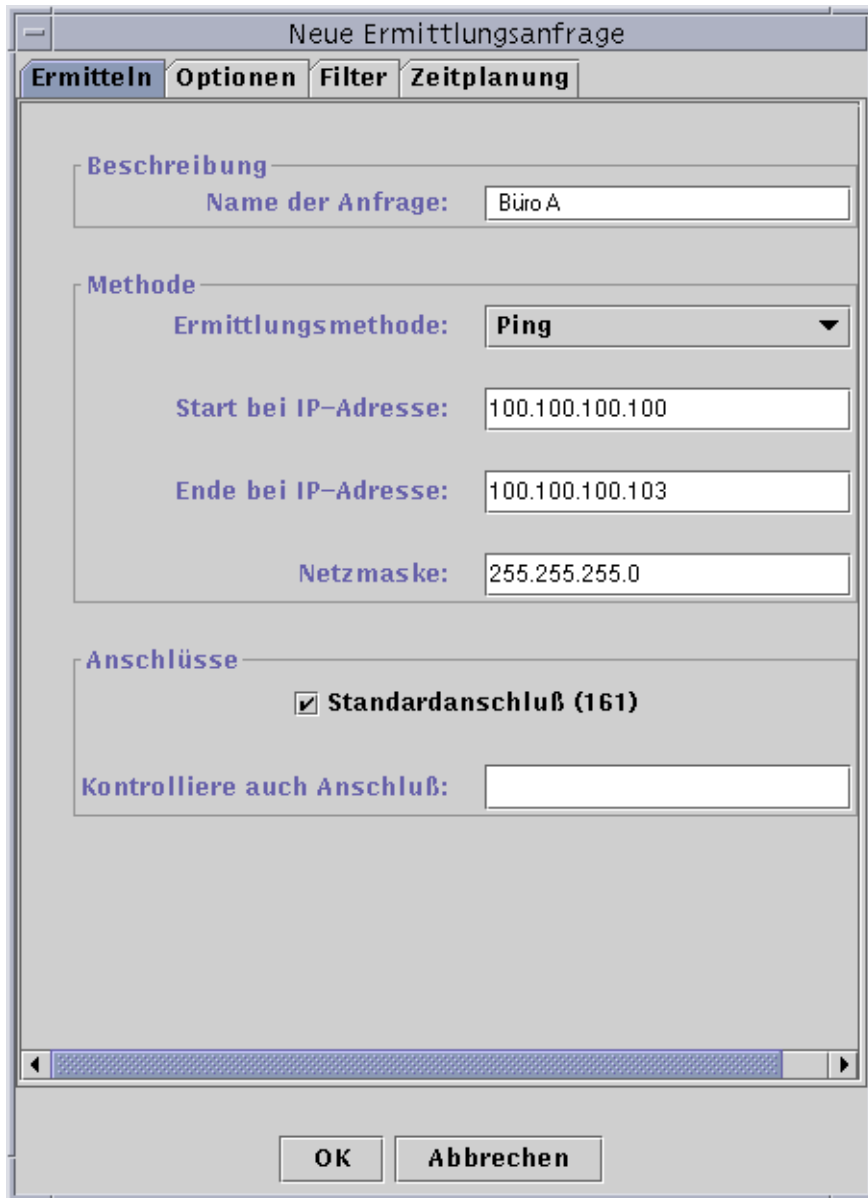 Neue Ermittlungsanfrage
Ermitteln Optionen Filter Zeitplanung
Beschreibung
Name der Anfrage: Büro A
Methode
Ermittlungsmethode: Ping
Start bei IP-Adresse: 100.100.100.100
Ende bei IP-Adresse: 100.100.100.103
Netzmaske: 255.255.255.0
Anschlüsse
Standardanschluß (161)
Kontrolliere auch Anschluß:
OK Abbrechen